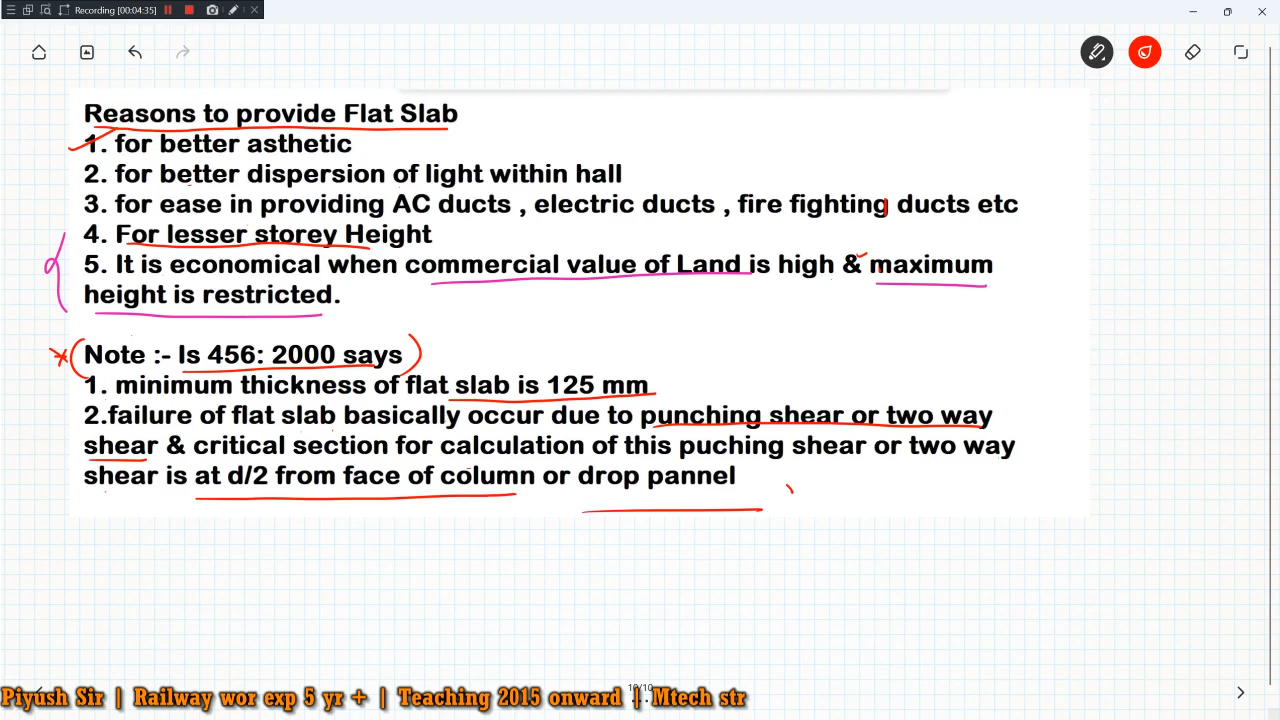 Recording [00:04:35]
Reasons to provide Flat Slab
1. for better asthetic
2. for better dispersion of light within hall
3. for ease in providing AC ducts , electric ducts , fire fighting ducts etc
4. For lesser storey Height
5. It is economical when commercial value of Land is high & maximum
height is restricted.
Note :- Is 456: 2000 says
1. minimum thickness of flat slab is 125 mm
2.failure of flat slab basically occur due to punching shear or two way
shear & critical section for calculation of this puching shear or two way
shear is at d/2 from face of column or drop pannel
10/10
Piyush Sir | Railway wor exp 5 yr + | Teaching 2015 onward | Mtech str